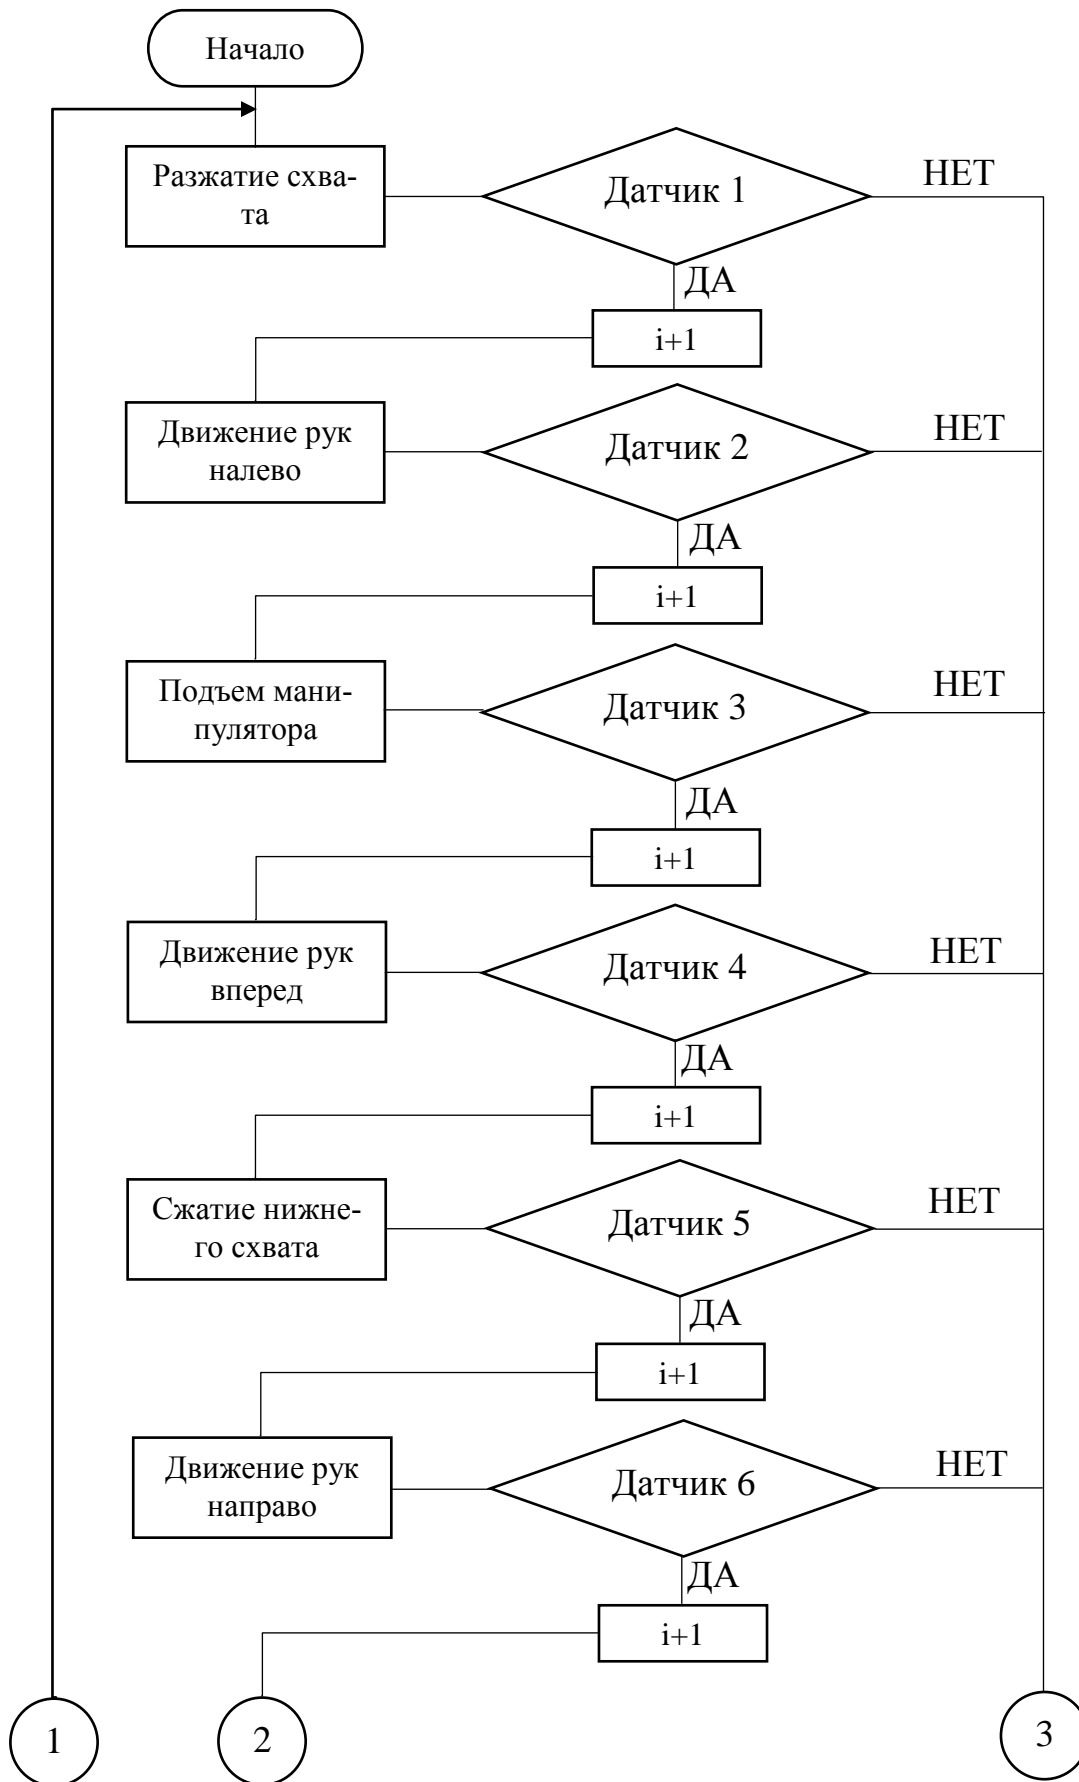 Начало
Разжатие схва-
та
Датчик 1
НЕТ
ДА
i+1
Движение рук
налево
Датчик 2
НЕТ
ДА
i+1
Подъем мани-
пулятора
Датчик 3
НЕТ
ДА
i+1
Движение рук
вперед
Датчик 4
НЕТ
ДА
i+1
Сжатие нижне-
го схвата
Датчик 5
НЕТ
ДА
i+1
Движение рук
направо
Датчик 6
НЕТ
ДА
i+1
1
2
3